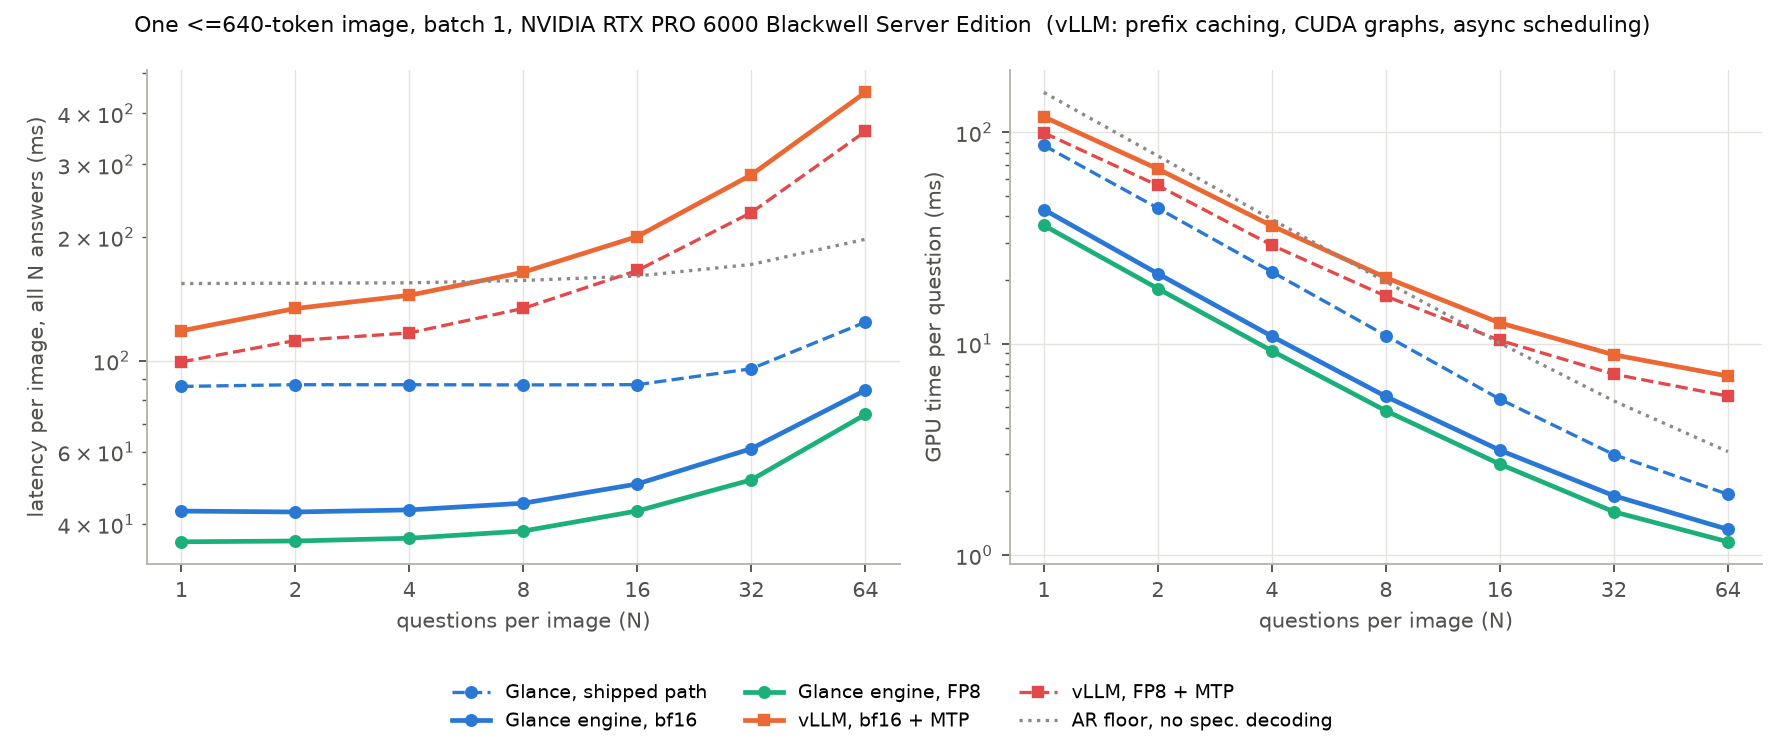 One <=640-token image, batch 1, NVIDIA RTX PRO 6000 Blackwell Server Edition  (vLLM: prefix caching, CUDA graphs, async scheduling)
latency per image, all N answers (ms)
4 × 10²
3 × 10²
2 × 10²
10²
6 × 10¹
4 × 10¹
1 2 4 8 16 32 64
questions per image (N)
GPU time per question (ms)
10²
10¹
10⁰
1 2 4 8 16 32 64
questions per image (N)
Glance, shipped path
Glance engine, bf16
Glance engine, FP8
vLLM, bf16 + MTP
vLLM, FP8 + MTP
AR floor, no spec. decoding